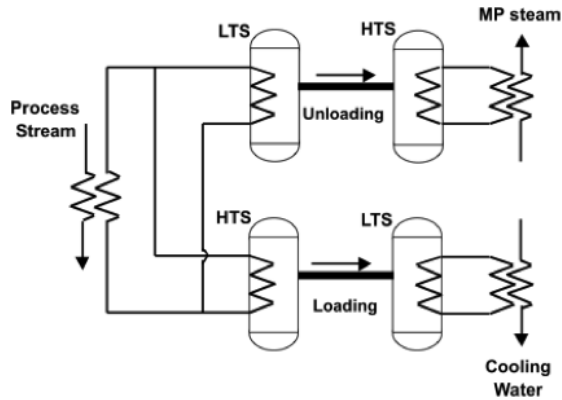 LTS
HTS
MP steam
Process
Stream
Unloading
HTS
LTS
Loading
Cooling
Water